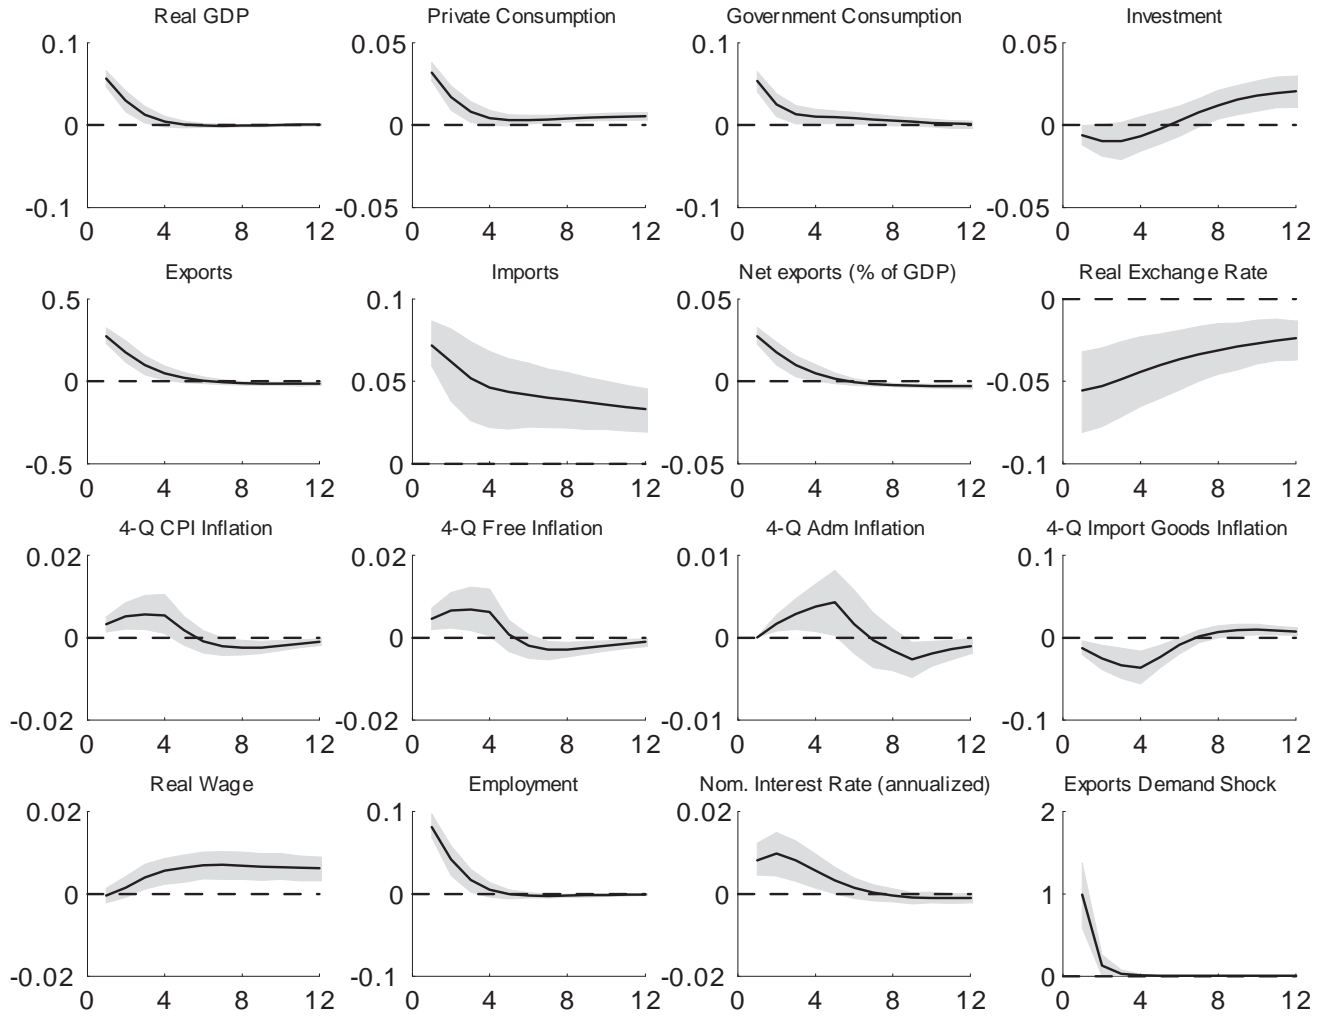 Real GDP
Private Consumption
Government Consumption
Investment
0.1 0.05 0.1 0.05
0 0 0 0
-0.1 -0.05 -0.1 -0.05
0 4 8 12 0 4 8 12 0 4 8 12 0 4 8 12
Exports
Imports
Net exports (% of GDP)
Real Exchange Rate
0.5 0.1 0.05 0
0 0.05 0 -0.05
-0.5 0 -0.05 -0.1
0 4 8 12 0 4 8 12 0 4 8 12 0 4 8 12
4-Q CPI Inflation
4-Q Free Inflation
4-Q Adm Inflation
4-Q Import Goods Inflation
0.02 0.02 0.01 0.1
0 0 0 0
-0.02 -0.02 -0.01 -0.1
0 4 8 12 0 4 8 12 0 4 8 12 0 4 8 12
Real Wage
Employment
Nom. Interest Rate (annualized)
Exports Demand Shock
0.02 0.1 0.02 2
0 0 0 1
-0.02 -0.1 -0.02 0
0 4 8 12 0 4 8 12 0 4 8 12 0 4 8 12